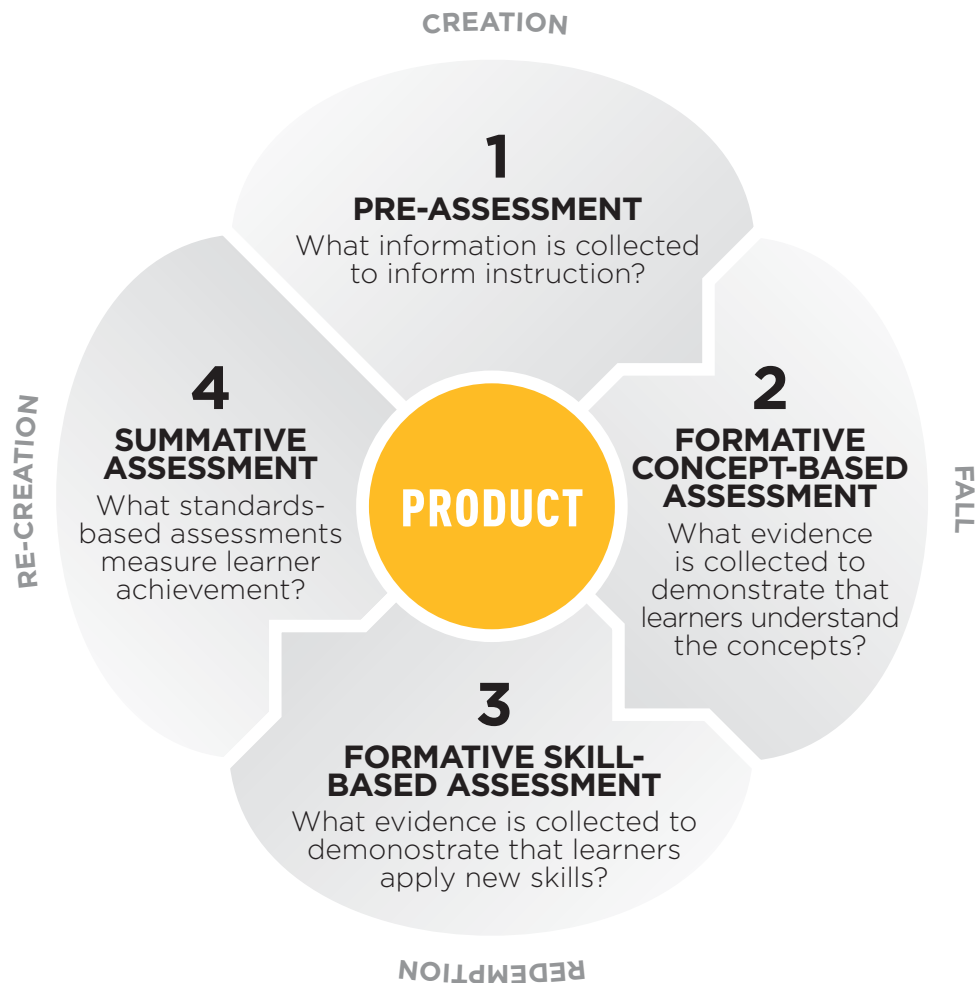 CREATION
1
PRE-ASSESSMENT
What information is collected
to inform instruction?
2
FORMATIVE
CONCEPT-BASED
ASSESSMENT
What evidence
is collected to
demonstrate that
learners understand
the concepts?
FALL
3
FORMATIVE SKILL-
BASED ASSESSMENT
What evidence is collected to
demonostrate that learners
apply new skills?
REDEMPTION
4
SUMMATIVE
ASSESSMENT
What standards-
based assessments
measure learner
achievement?
RE-CREATION
PRODUCT